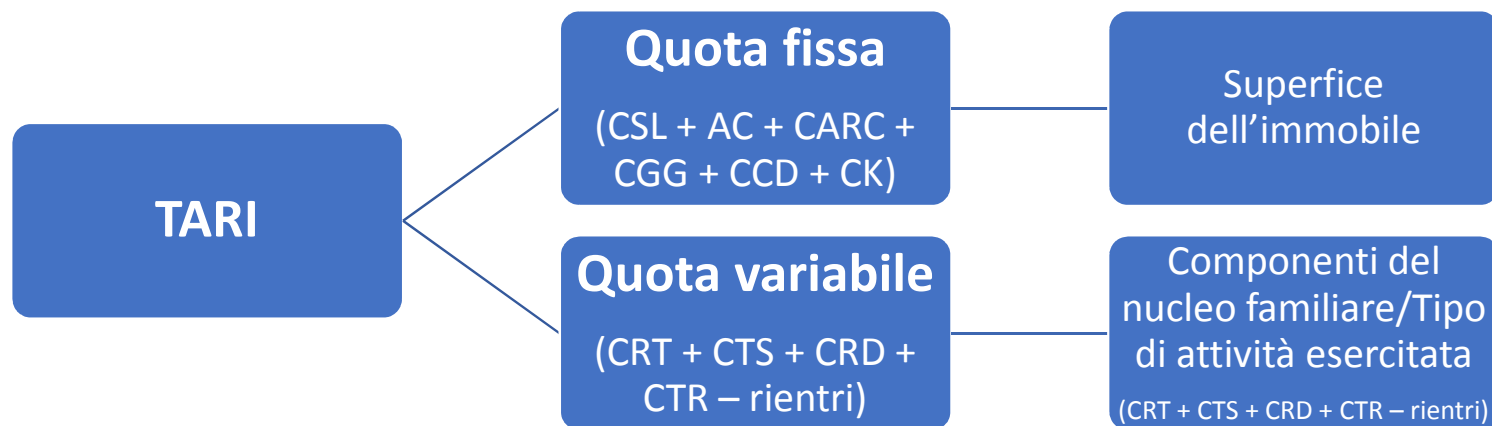 TARI
Quota fissa
(CSL + AC + CARC +
CGG + CCD + CK)
Superfice
dell’immobile
Quota variabile
(CRT + CTS + CRD +
CTR – rientri)
Componenti del
nucleo familiare/Tipo
di attività esercitata
(CRT + CTS + CRD + CTR – rientri)